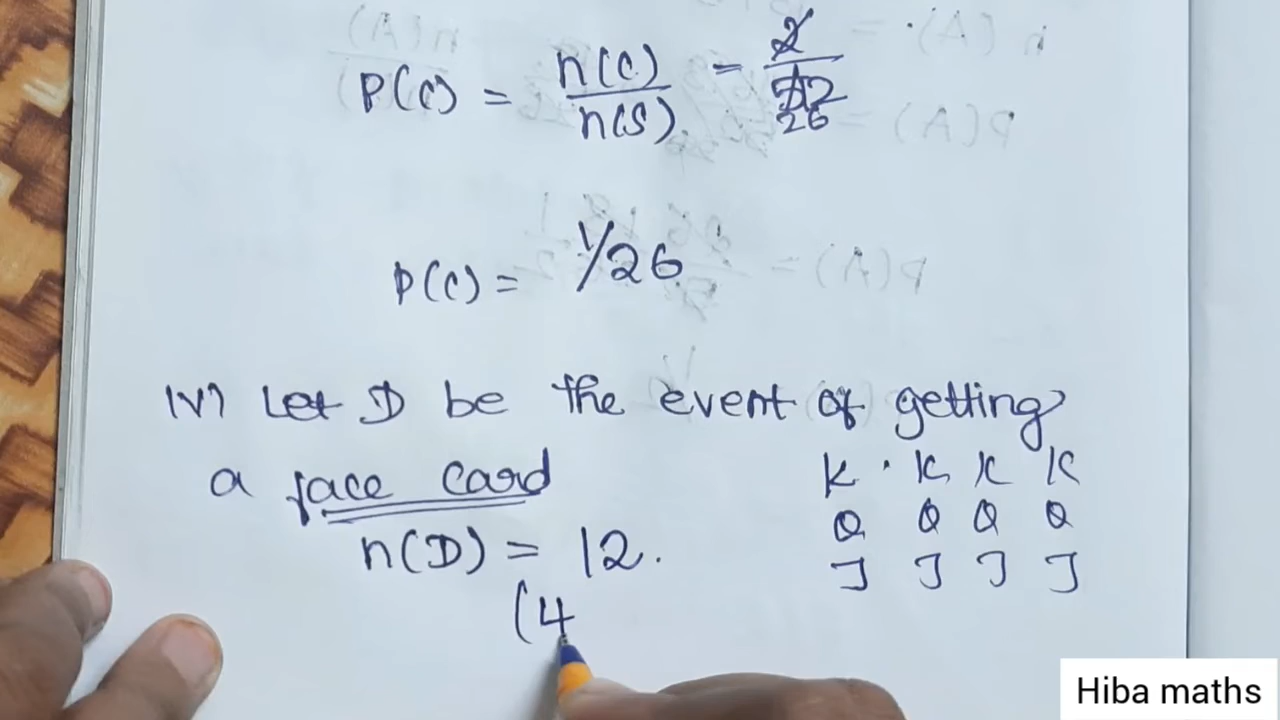 P(C) = n(C)/n(S) = 2/52
26
P(C) = 1/26
iv) Let D be the event of getting
a face card
K K K K
Q Q Q Q
n(D) = 12.
J J J J
(4
Hiba maths